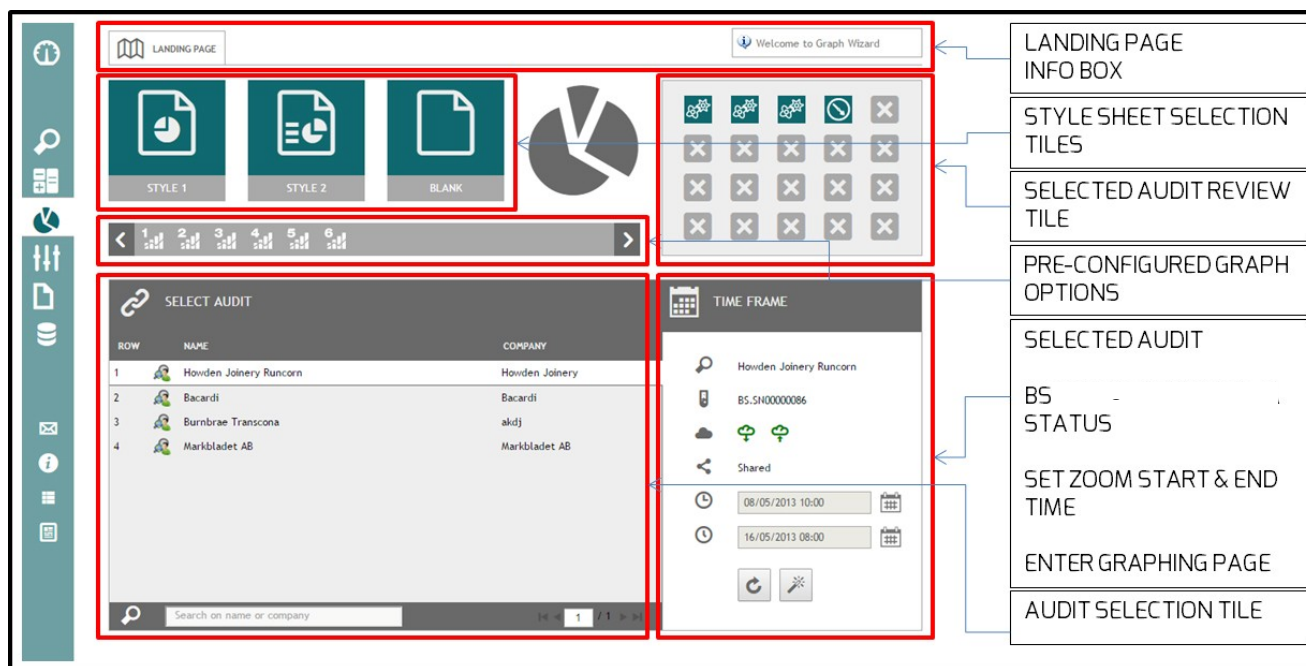 LANDING PAGE
Welcome to Graph Wizard
STYLE 1
STYLE 2
BLANK
1 2 3 4 5 6
SELECT AUDIT
ROW NAME COMPANY
1 Howden Joinery Runcorn Howden Joinery
2 Bacardi Bacardi
3 Burnbrae Transcona akdj
4 Markbladet AB Markbladet AB
Search on name or company
1 / 1
TIME FRAME
Howden Joinery Runcorn
BS.SN00000086
Shared
08/05/2013 10:00
16/05/2013 08:00
LANDING PAGE
INFO BOX
STYLE SHEET SELECTION
TILES
SELECTED AUDIT REVIEW
TILE
PRE-CONFIGURED GRAPH
OPTIONS
SELECTED AUDIT
BS
STATUS
SET ZOOM START & END
TIME
ENTER GRAPHING PAGE
AUDIT SELECTION TILE